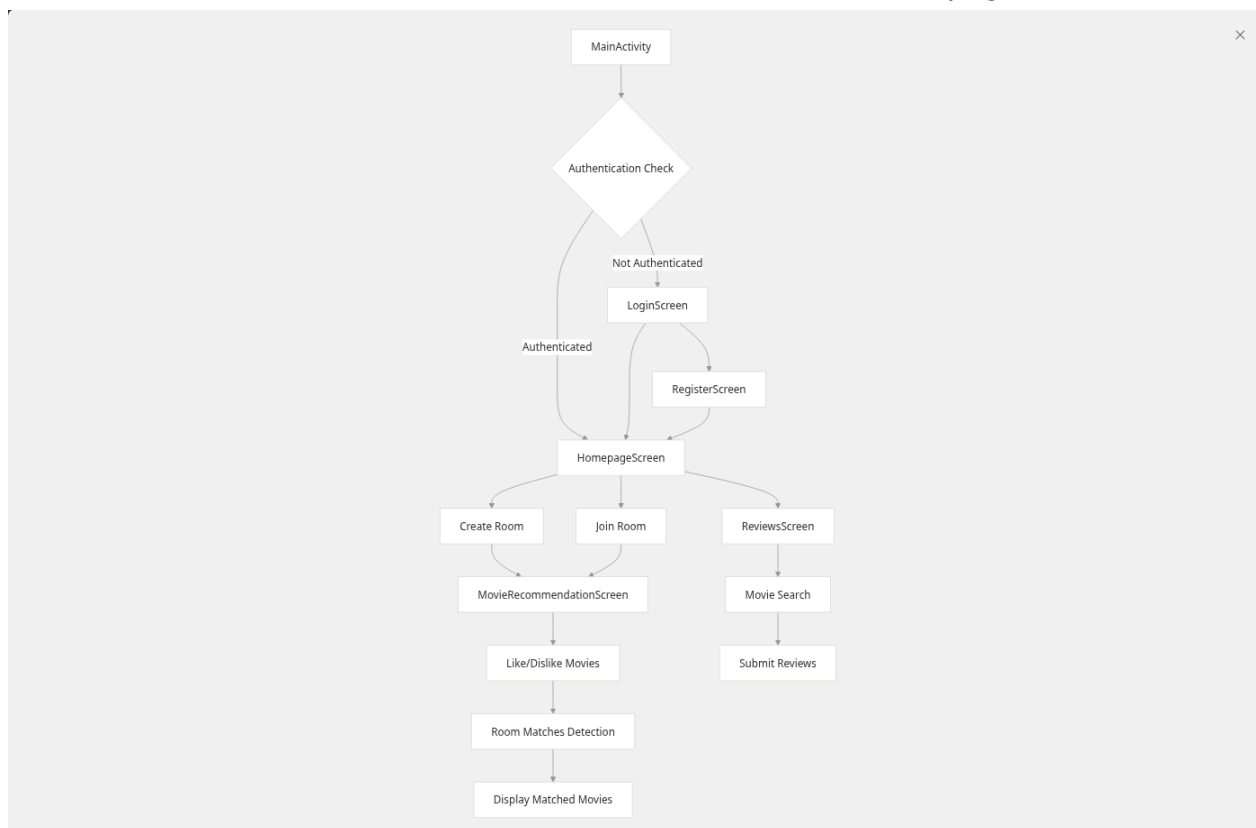 MainActivity
Authentication Check
Not Authenticated
LoginScreen
Authenticated
RegisterScreen
HomepageScreen
Create Room
Join Room
ReviewsScreen
MovieRecommendationScreen
Movie Search
Like/Dislike Movies
Submit Reviews
Room Matches Detection
Display Matched Movies